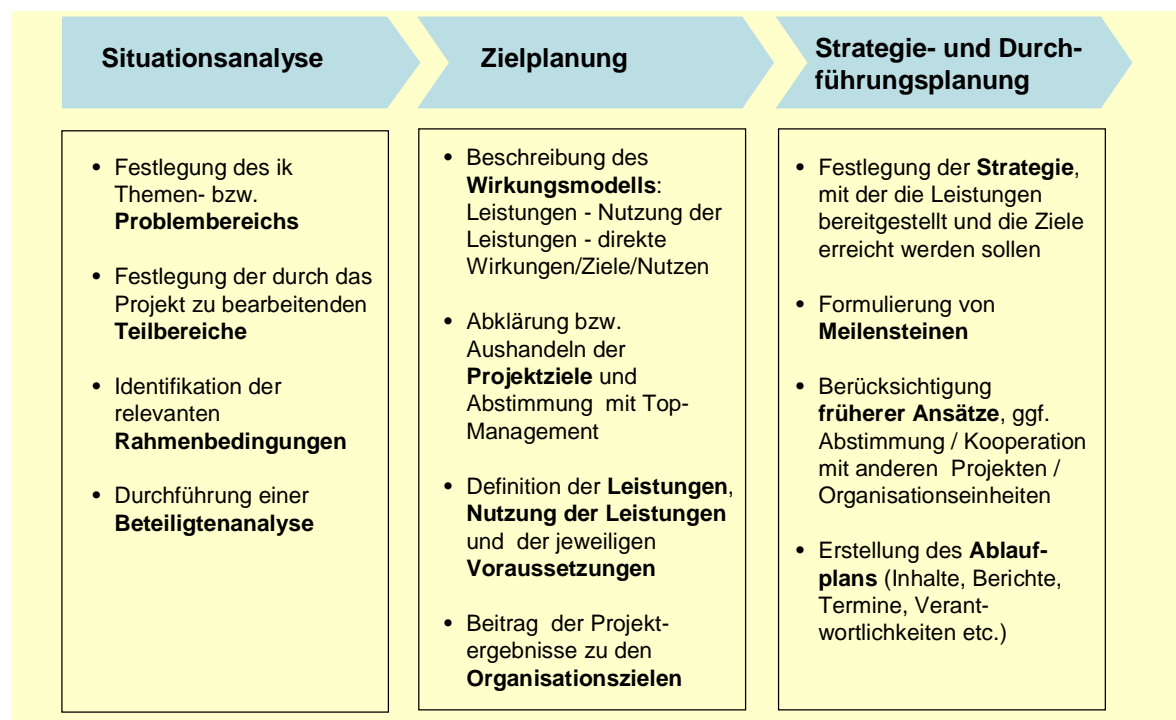 Situationsanalyse
• Festlegung des ik
Themen- bzw.
Problembereichs
• Festlegung der durch das
Projekt zu bearbeitenden
Teilbereiche
• Identifikation der
relevanten
Rahmenbedingungen
• Durchführung einer
Beteiligtenanalyse
Zielplanung
• Beschreibung des
Wirkungsmodells:
Leistungen - Nutzung der
Leistungen - direkte
Wirkungen/Ziele/Nutzen
• Abklärung bzw.
Aushandeln der
Projektziele und
Abstimmung mit Top-
Management
• Definition der Leistungen,
Nutzung der Leistungen
und der jeweiligen
Voraussetzungen
• Beitrag der Projekt-
ergebnisse zu den
Organisationszielen
Strategie- und Durch-
führungsplanung
• Festlegung der Strategie,
mit der die Leistungen
bereitgestellt und die Ziele
erreicht werden sollen
• Formulierung von
Meilensteinen
• Berücksichtigung
früherer Ansätze, ggf.
Abstimmung / Kooperation
mit anderen Projekten /
Organisationseinheiten
• Erstellung des Ablauf-
plans (Inhalte, Berichte,
Termine, Verant-
wortlichkeiten etc.)